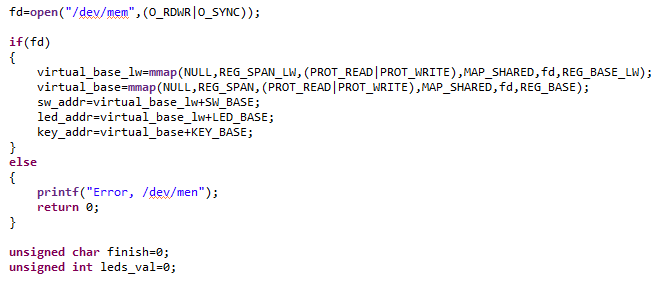 fd=open("/dev/mem",(O_RDWR|O_SYNC));
if(fd)
{
virtual_base_lw=mmap(NULL,REG_SPAN_LW,(PROT_READ|PROT_WRITE),MAP_SHARED,fd,REG_BASE_LW);
virtual_base=mmap(NULL,REG_SPAN,(PROT_READ|PROT_WRITE),MAP_SHARED,fd,REG_BASE);
sw_addr=virtual_base_lw+SW_BASE;
led_addr=virtual_base_lw+LED_BASE;
key_addr=virtual_base+KEY_BASE;
}
else
{
printf("Error, /dev/men");
return 0;
}
unsigned char finish=0;
unsigned int leds_val=0;